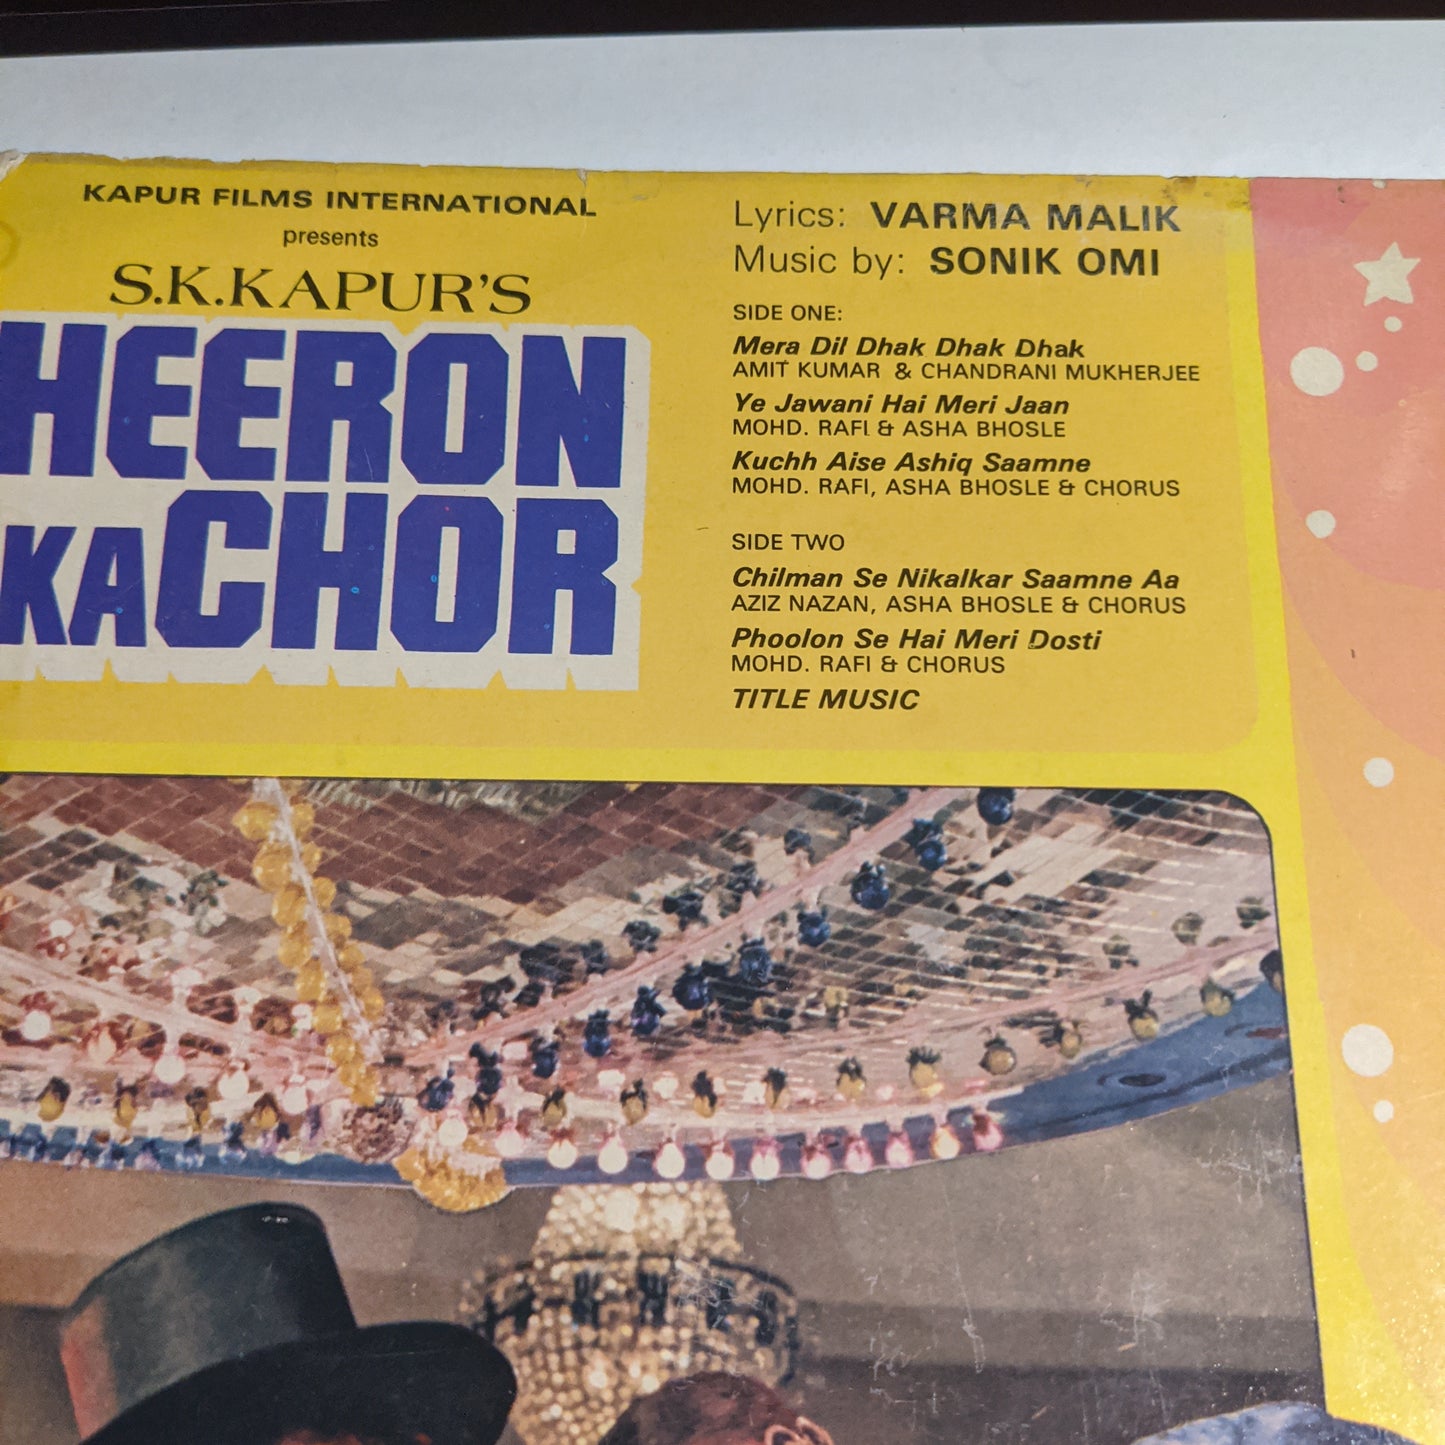 KAPUR FILMS INTERNATIONAL
presents
S.K.KAPUR'S
HEERON
KA CHOR
Lyrics: VARMA MALIK
Music by: SONIK OMI
SIDE ONE:
Mera Dil Dhak Dhak Dhak
AMIT KUMAR & CHANDRANI MUKHERJEE
Ye Jawani Hai Meri Jaan
MOHD. RAFI & ASHA BHOSLE
Kuchh Aise Ashiq Saamne
MOHD. RAFI, ASHA BHOSLE & CHORUS
SIDE TWO
Chilman Se Nikalkar Saamne Aa
AZIZ NAZAN, ASHA BHOSLE & CHORUS
Phoolon Se Hai Meri Dosti
MOHD. RAFI & CHORUS
TITLE MUSIC